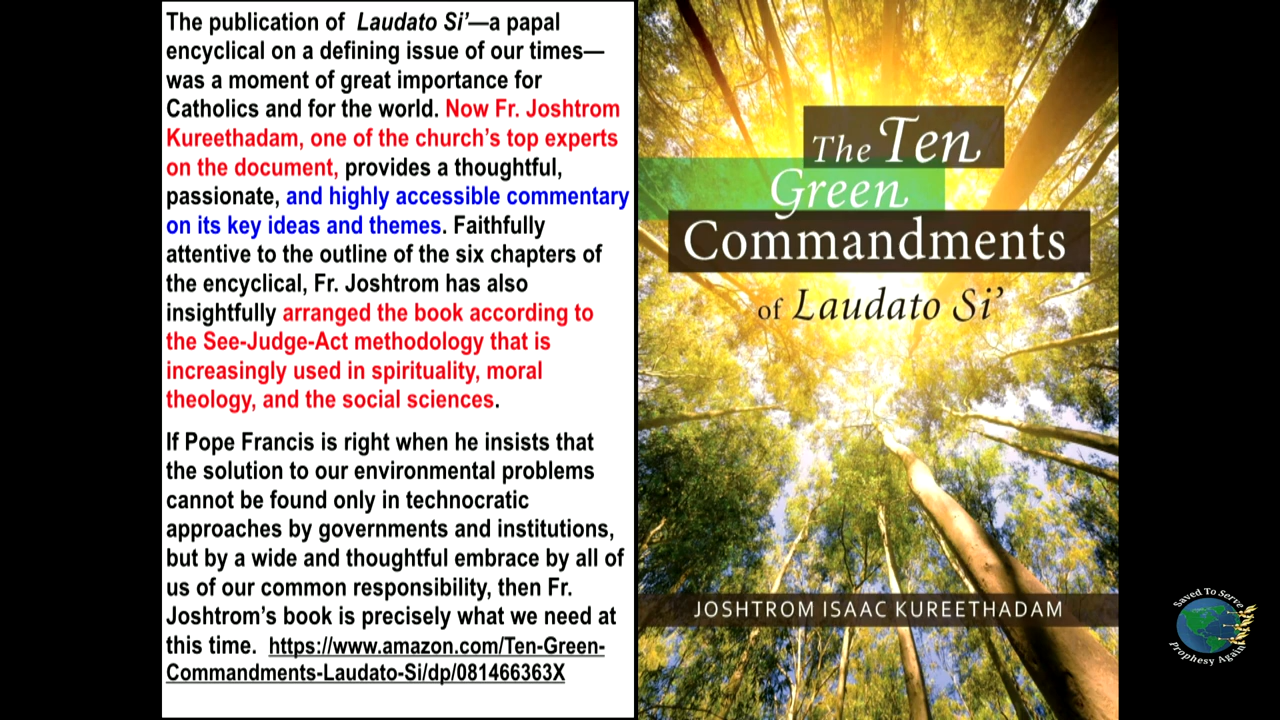 The publication of Laudato Si’—a papal
encyclical on a defining issue of our times—
was a moment of great importance for
Catholics and for the world. Now Fr. Joshtrom
Kureethadam, one of the church’s top experts
on the document, provides a thoughtful,
passionate, and highly accessible commentary
on its key ideas and themes. Faithfully
attentive to the outline of the six chapters of
the encyclical, Fr. Joshtrom has also
insightfully arranged the book according to
the See-Judge-Act methodology that is
increasingly used in spirituality, moral
theology, and the social sciences.
If Pope Francis is right when he insists that
the solution to our environmental problems
cannot be found only in technocratic
approaches by governments and institutions,
but by a wide and thoughtful embrace by all of
us of our common responsibility, then Fr.
Joshtrom’s book is precisely what we need at
this time. https://www.amazon.com/Ten-Green-
Commandments-Laudato-Si/dp/081466363X
The Ten
Green
Commandments
of Laudato Si’
JOSHTROM ISAAC KUREETHADAM
Saved To Serve
Prophesy Again